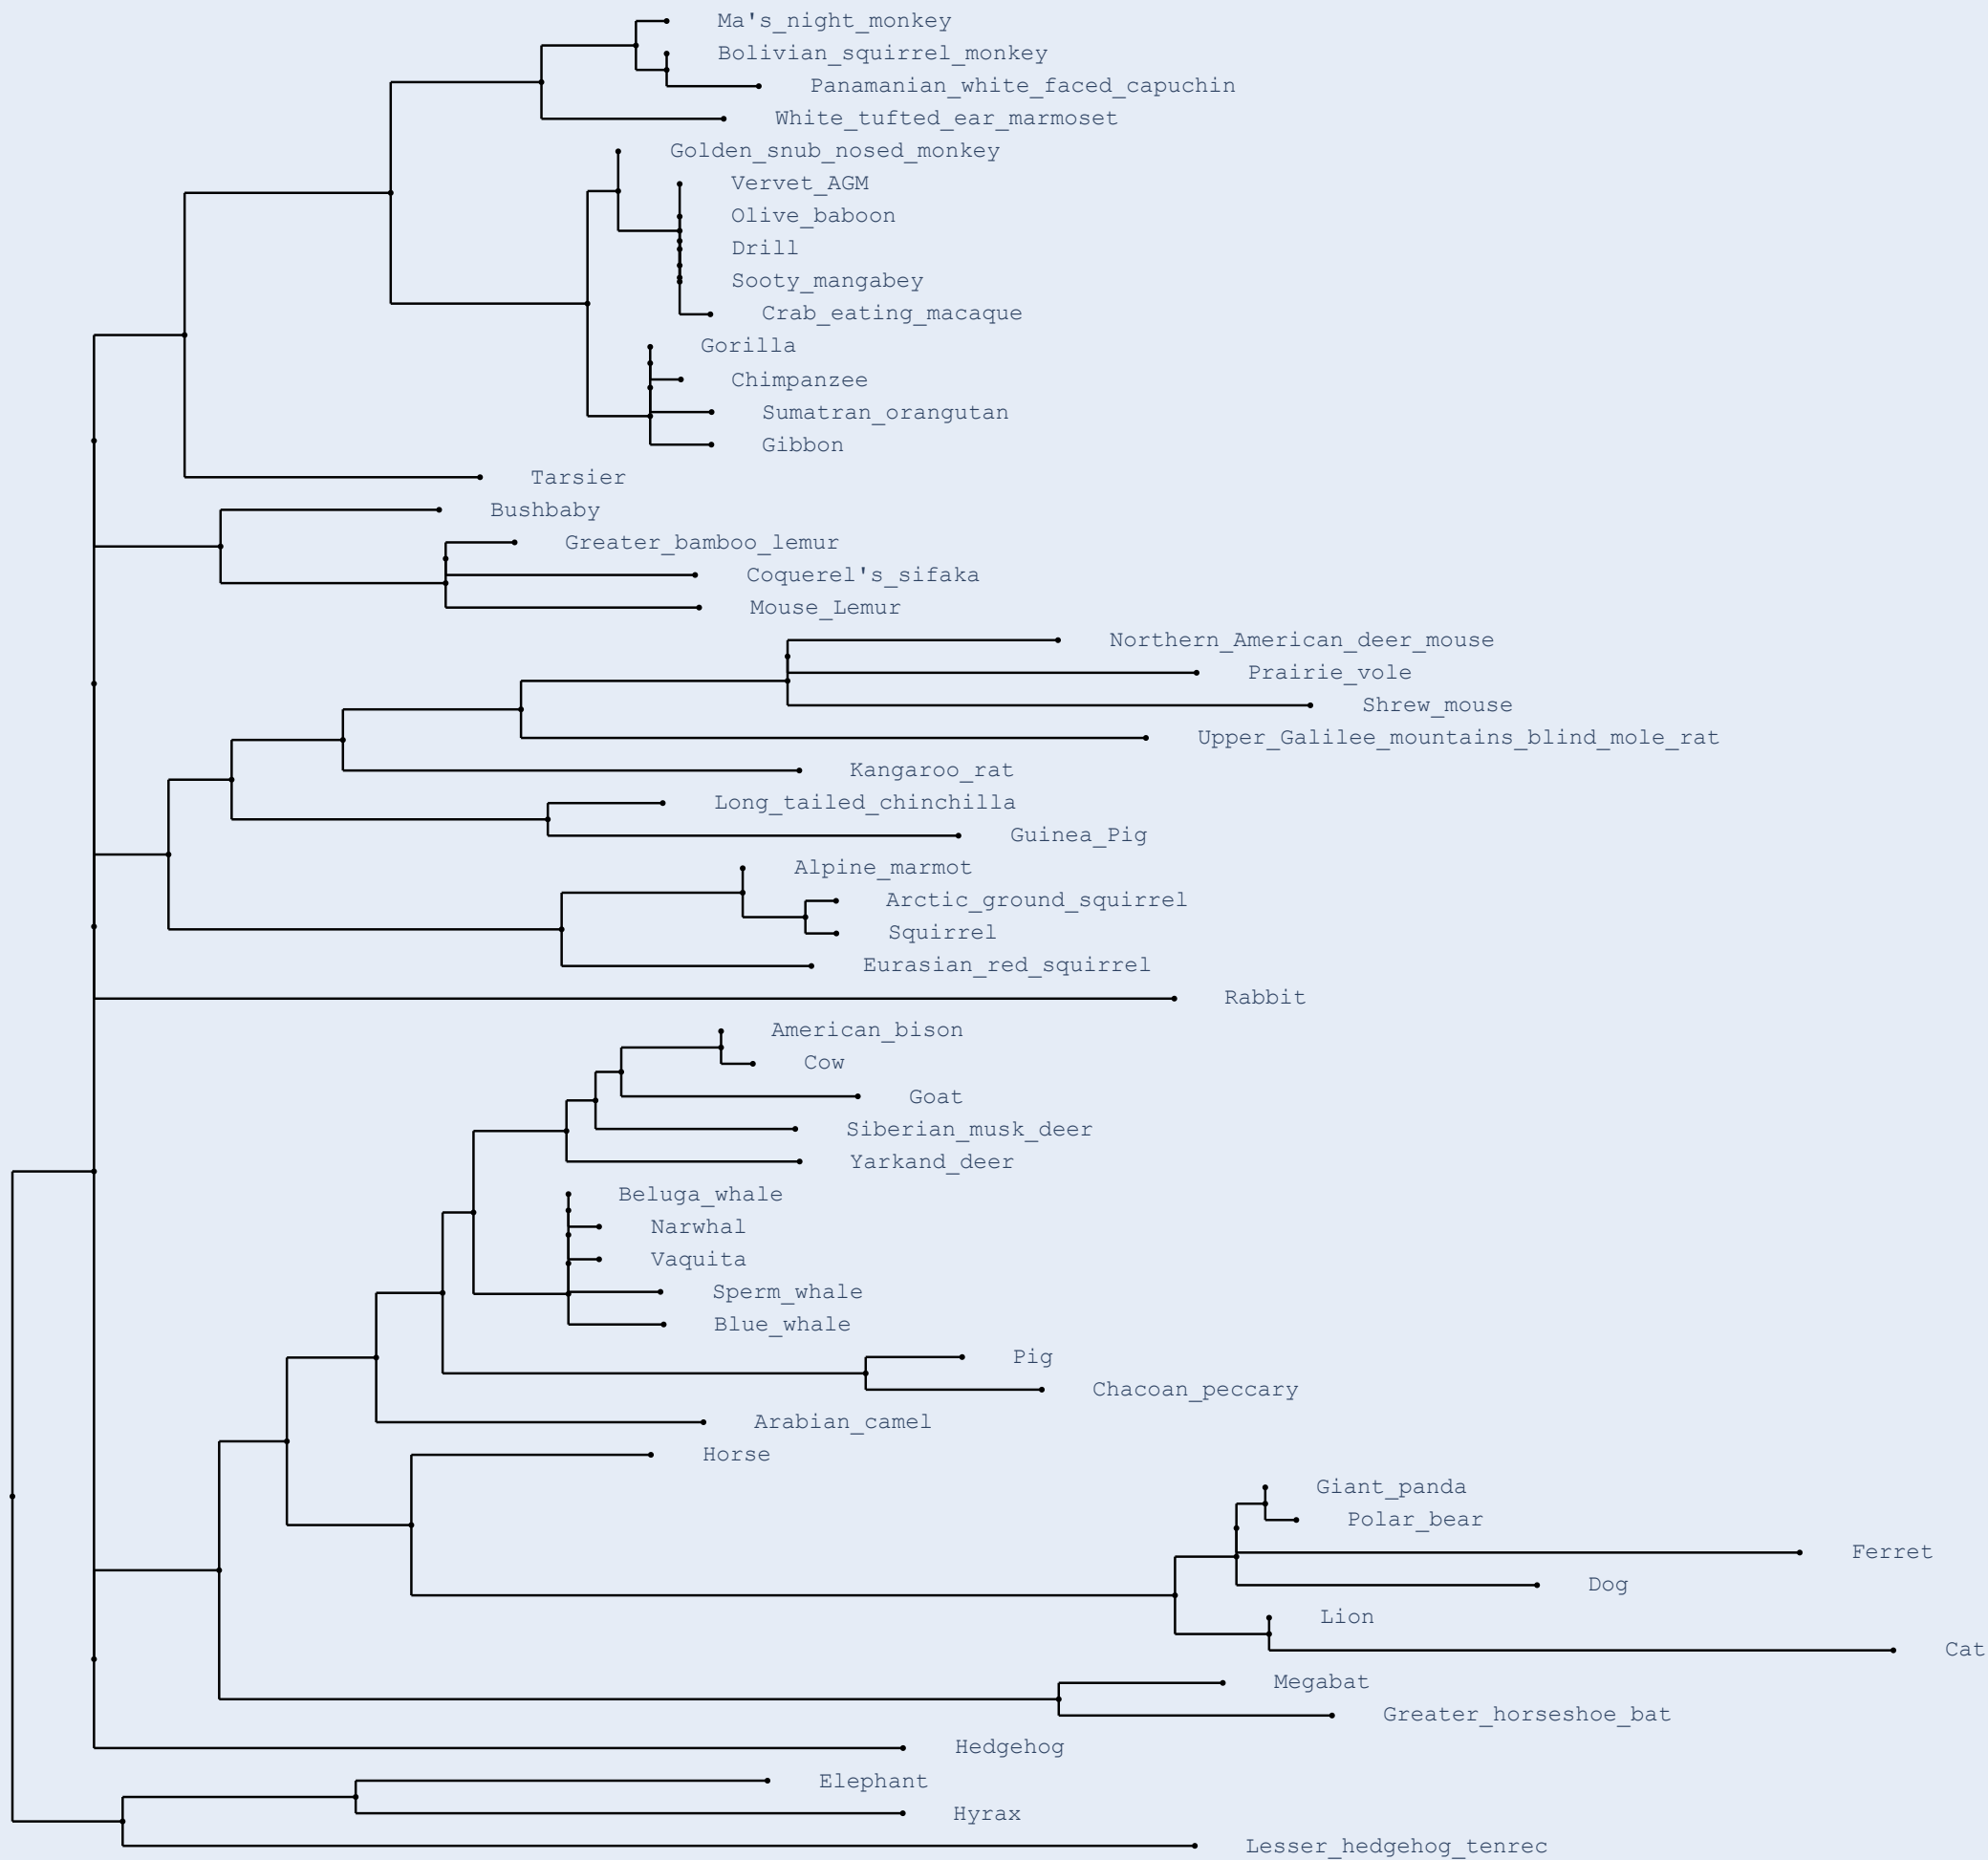 Ma's_night_monkey
Bolivian_squirrel_monkey
Panamanian_white_faced_capuchin
White_tufted_ear_marmoset
Golden_snub_nosed_monkey
Vervet_AGM
Olive_baboon
Drill
Sooty_mangabey
Crab_eating_macaque
Gorilla
Chimpanzee
Sumatran_orangutan
Gibbon
Tarsier
Bushbaby
Greater_bamboo_lemur
Coquerel's_sifaka
Mouse_Lemur
Northern_American_deer_mouse
Prairie_vole
Shrew_mouse
Upper_Galilee_mountains_blind_mole_rat
Kangaroo_rat
Long_tailed_chinchilla
Guinea_Pig
Alpine_marmot
Arctic_ground_squirrel
Squirrel
Eurasian_red_squirrel
Rabbit
American_bison
Cow
Goat
Siberian_musk_deer
Yarkand_deer
Beluga_whale
Narwhal
Vaquita
Sperm_whale
Blue_whale
Pig
Chacoan_peccary
Arabian_camel
Horse
Giant_panda
Polar_bear
Ferret
Dog
Lion
Cat
Megabat
Greater_horseshoe_bat
Hedgehog
Elephant
Hyrax
Lesser_hedgehog_tenrec